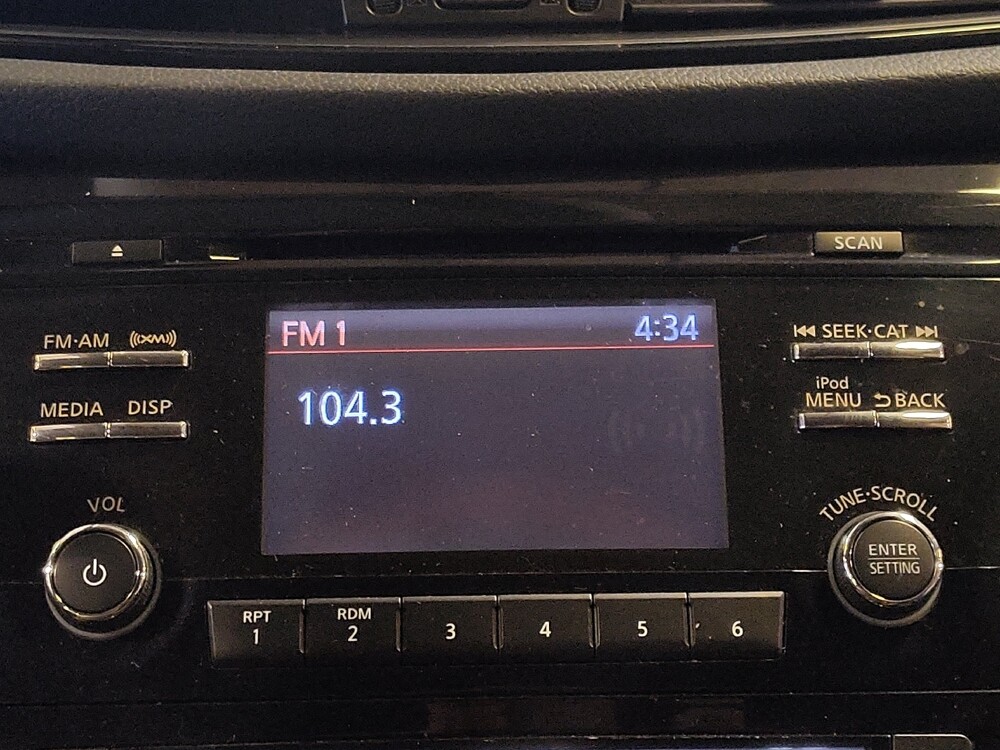 SCAN
FM·AM
((XM))
SEEK·CAT
MEDIA
DISP
iPod
MENU
BACK
FM 1
4:34
104.3
VOL
TUNE·SCROLL
ENTER
SETTING
RPT
1
RDM
2
3
4
5
6